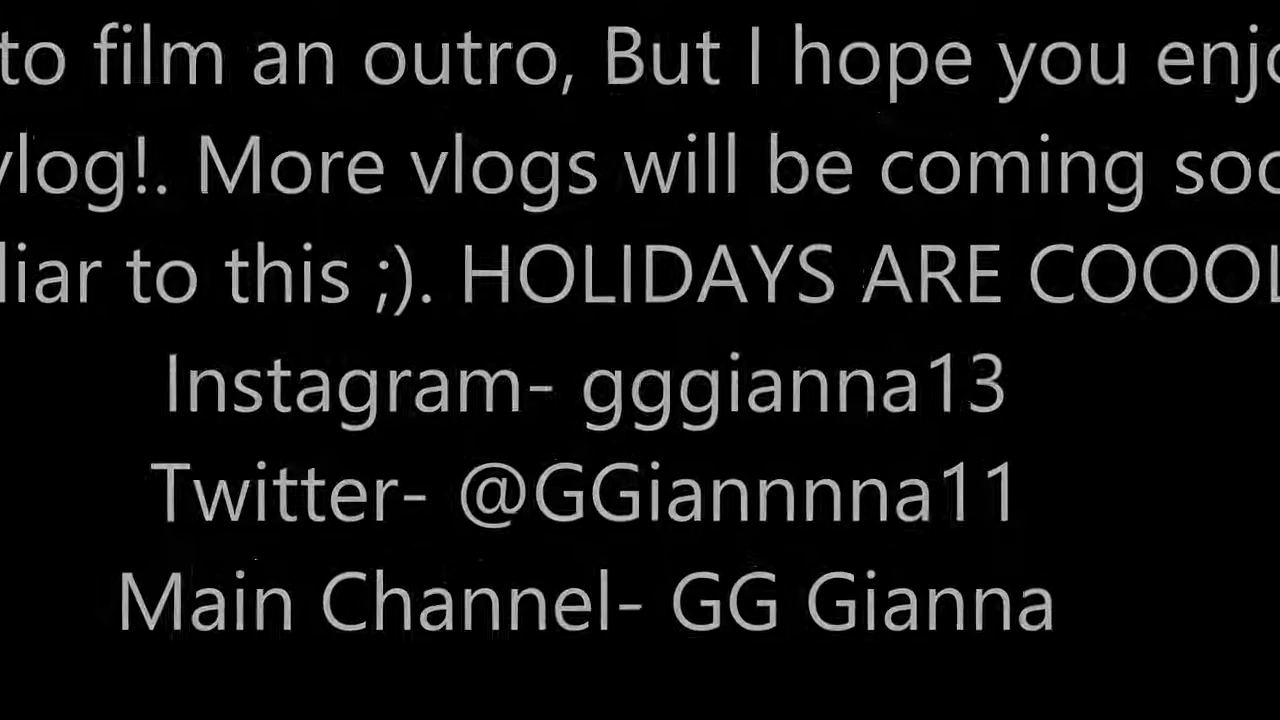 to film an outro, But I hope you enjo
vlog!. More vlogs will be coming soo
liar to this ;). HOLIDAYS ARE COOOL
Instagram- gggianna13
Twitter- @GGiannnna11
Main Channel- GG Gianna